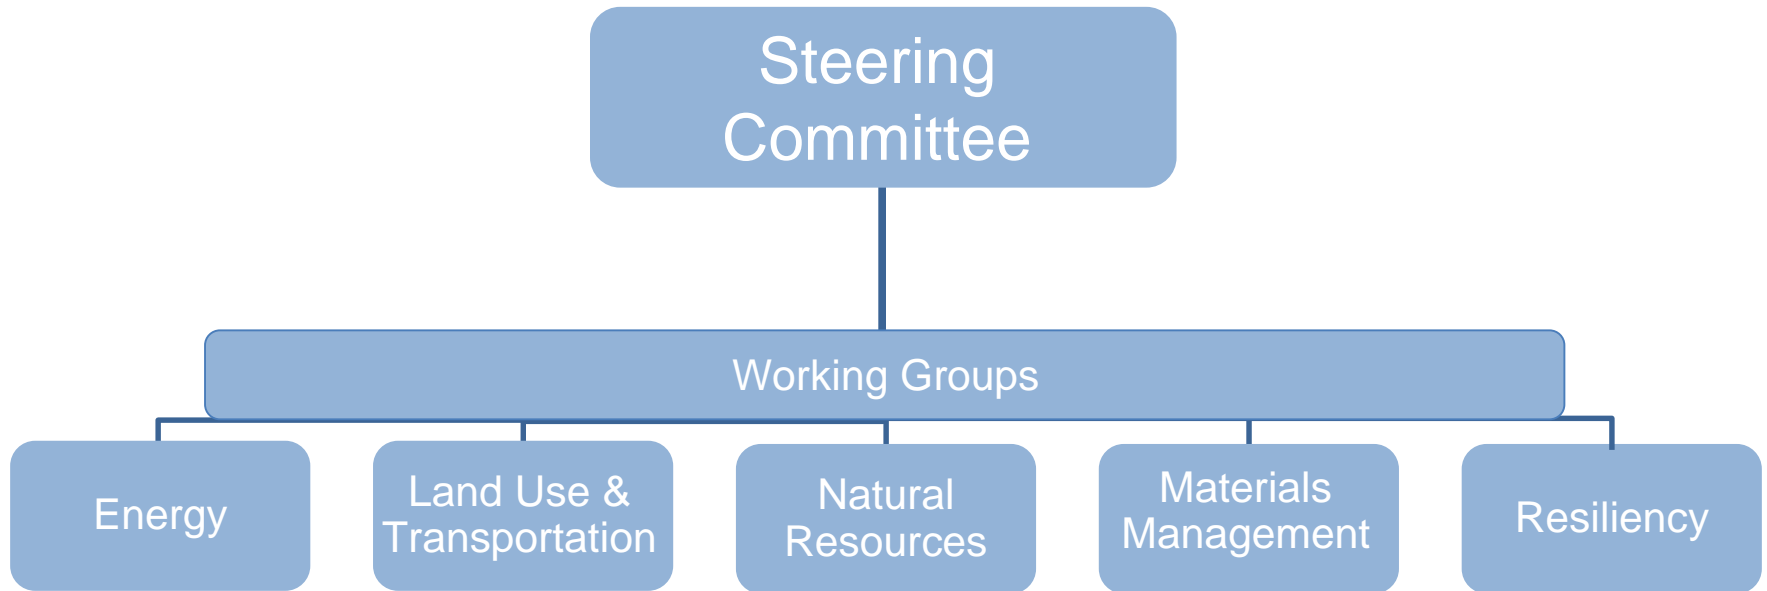 Steering
Committee
Working Groups
Energy
Land Use &
Transportation
Natural
Resources
Materials
Management
Resiliency